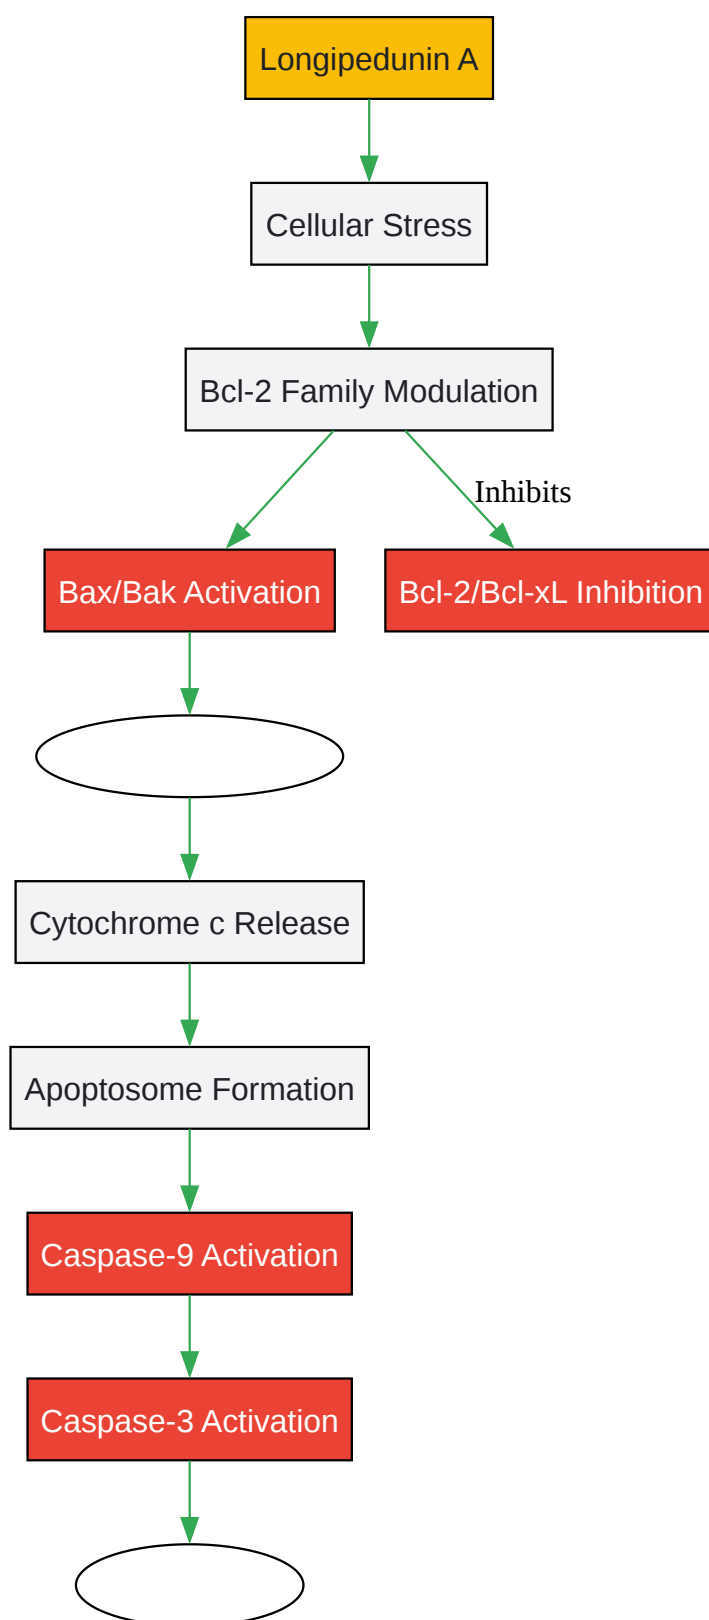 Longipedunin A
Cellular Stress
Bcl-2 Family Modulation
Inhibits
Bax/Bak Activation
Bcl-2/Bcl-xL Inhibition
Cytochrome c Release
Apoptosome Formation
Caspase-9 Activation
Caspase-3 Activation